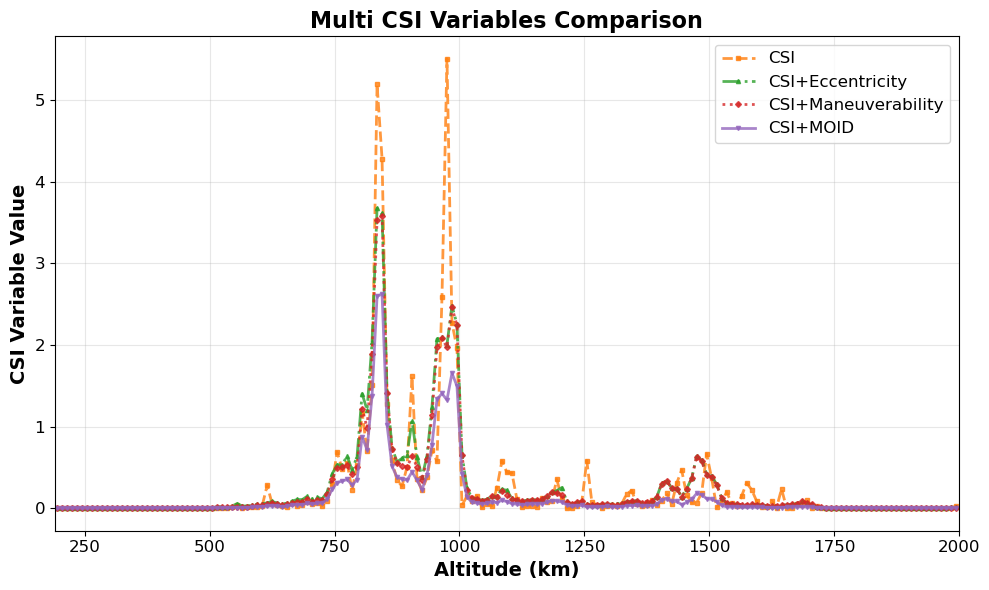 Multi CSI Variables Comparison
CSI
CSI+Eccentricity
CSI+Maneuverability
CSI+MOID
CSI Variable Value
5
4
3
2
1
0
250 500 750 1000 1250 1500 1750 2000
Altitude (km)